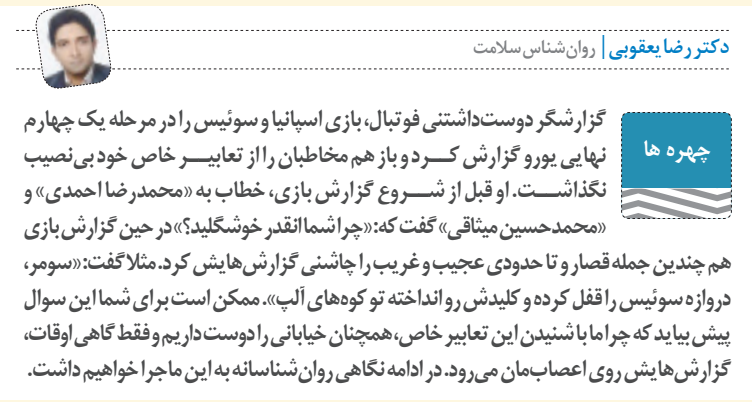 دکتر رضا یعقوبی | روان‌شناس سلامت
چهره ها
گزارشگر دوست‌داشتنی فوتبال، بازی اسپانیا و سوئیس را در مرحله یک چهارم
نهایی یورو گزارش کـــرد و باز هم مخاطبان را از تعابیـــر خاص خود بی‌نصیب
نگذاشـــت. او قبل از شـــروع گزارش بازی، خطاب به «محمدرضا احمدی» و
«محمدحسین میثاقی» گفت که: «چرا شما انقدر خوشگلید؟» در حین گزارش بازی
هم چندین جمله قصار و تا حدودی عجیب و غریب را چاشنی گزارش‌هایش کرد. مثلا گفت: «سومر،
دروازه سوئیس را قفل کرده و کلیدش رو انداخته تو کوه‌های آلپ». ممکن است برای شما این سوال
پیش بیاید که چرا ما با شنیدن این تعابیر خاص، همچنان خیابانی را دوست داریم و فقط گاهی اوقات،
گزارش‌هایش روی اعصاب‌مان می‌رود. در ادامه نگاهی روان‌شناسانه به این ماجرا خواهیم داشت.